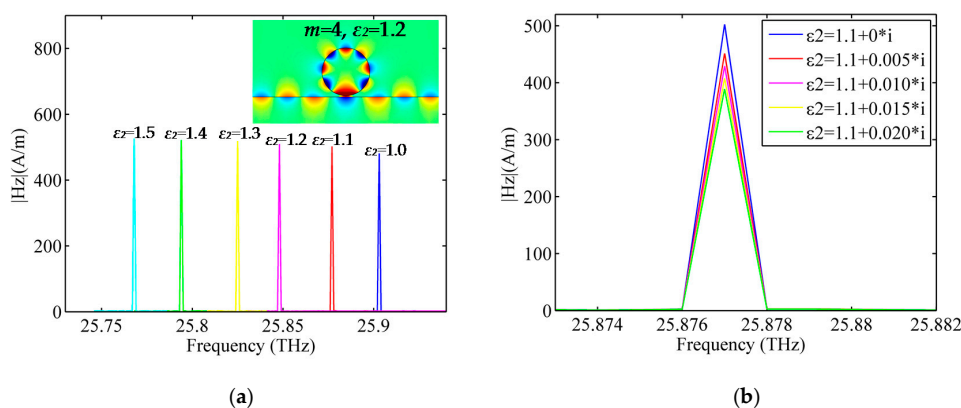 800
600
400
200
0
|Hz|(A/m)
m=4, ε2=1.2
ε2=1.5
ε2=1.4
ε2=1.3
ε2=1.2
ε2=1.1
ε2=1.0
25.75 25.8 25.85 25.9
Frequency (THz)
(a)
500
400
300
200
100
0
|Hz|(A/m)
ε2=1.1+0*i
ε2=1.1+0.005*i
ε2=1.1+0.010*i
ε2=1.1+0.015*i
ε2=1.1+0.020*i
25.874 25.876 25.878 25.88 25.882
Frequency (THz)
(b)